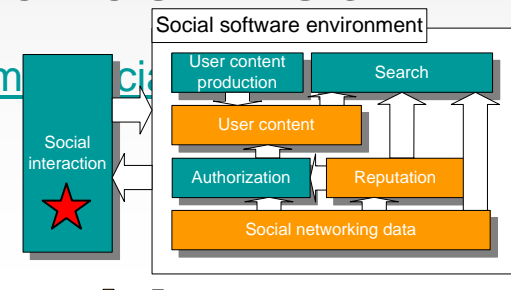 Social software environment
User content
production
Search
User content
Social
interaction
Authorization
Reputation
Social networking data